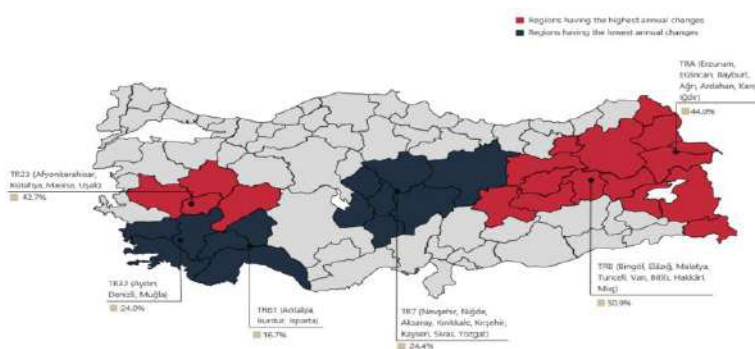 Regions having the highest annual changes
Regions having the lowest annual changes
TRA (Erzurum,
Erzincan, Bayburt,
Ağrı, Ardahan, Kars,
Iğdır)
44.0%
TR33 (Afyonkarahisar,
Kütahya, Manisa, Uşak)
42.7%
TR32 (Aydın,
Denizli, Muğla)
24.0%
TR61 (Antalya,
Burdur, Isparta)
16.7%
TR7 (Nevşehir, Niğde,
Aksaray, Kırıkkale, Kırşehir,
Kayseri, Sivas, Yozgat)
24.4%
TRB (Bingöl, Elazığ, Malatya,
Tunceli, Van, Bitlis, Hakkâri,
Muş)
50.9%